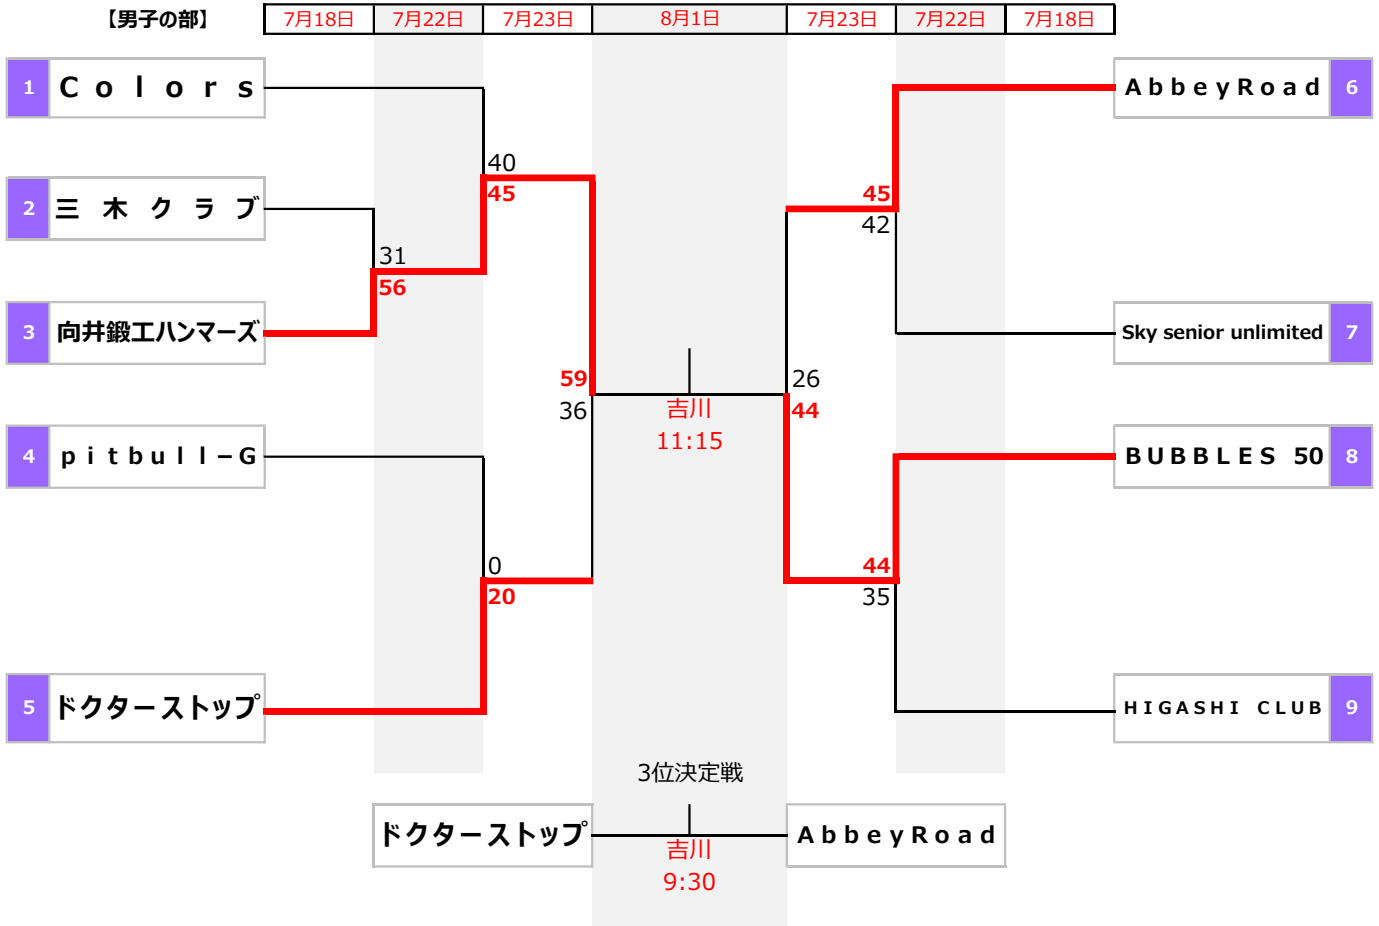 【男子の部】 7月18日 7月22日 7月23日 8月1日 7月23日 7月22日 7月18日
1 Colors
AbbeyRoad 6
40
45
45
42
2 三木クラブ
31
56
3 向井鍛工ハンマーズ
Sky senior unlimited 7
59
36
吉川
11:15
26
44
4 pitbull－G
BUBBLES 50 8
0
20
44
35
5 ドクターストップ
HIGASHI CLUB 9
3位決定戦
ドクターストップ
吉川
9:30
AbbeyRoad